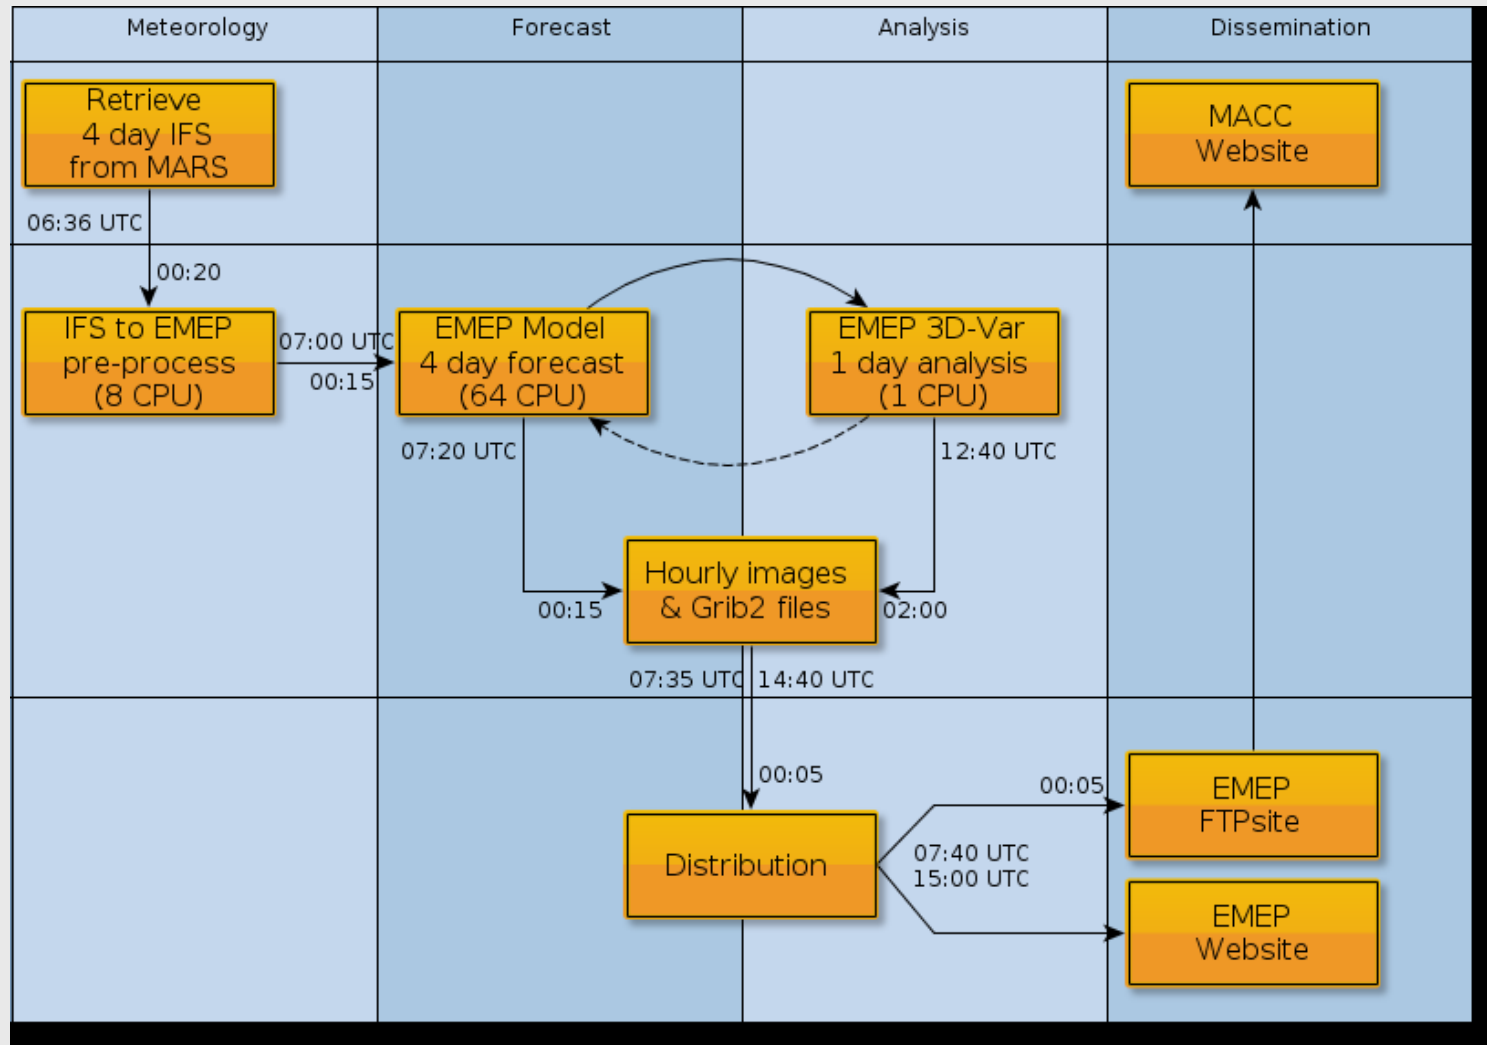 Meteorology
Forecast
Analysis
Dissemination
Retrieve
4 day IFS
from MARS
MACC
Website
06:36 UTC
00:20
IFS to EMEP
pre-process
(8 CPU)
07:00 UTC
00:15
EMEP Model
4 day forecast
(64 CPU)
EMEP 3D-Var
1 day analysis
(1 CPU)
07:20 UTC
12:40 UTC
Hourly images
& Grib2 files
00:15
02:00
07:35 UTC
14:40 UTC
00:05
Distribution
00:05
07:40 UTC
15:00 UTC
EMEP
FTPsite
EMEP
Website